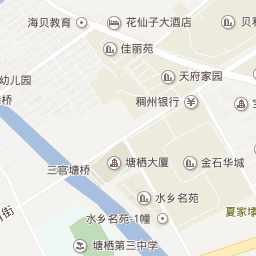 海贝教育
花仙子大酒店
贝利
佳丽苑
天府家园
幼儿园
桥
稠州银行
三官塘桥
塘栖大厦
金石华城
街
水乡名苑
夏家埭
水乡名苑-1幢
塘栖第三中学